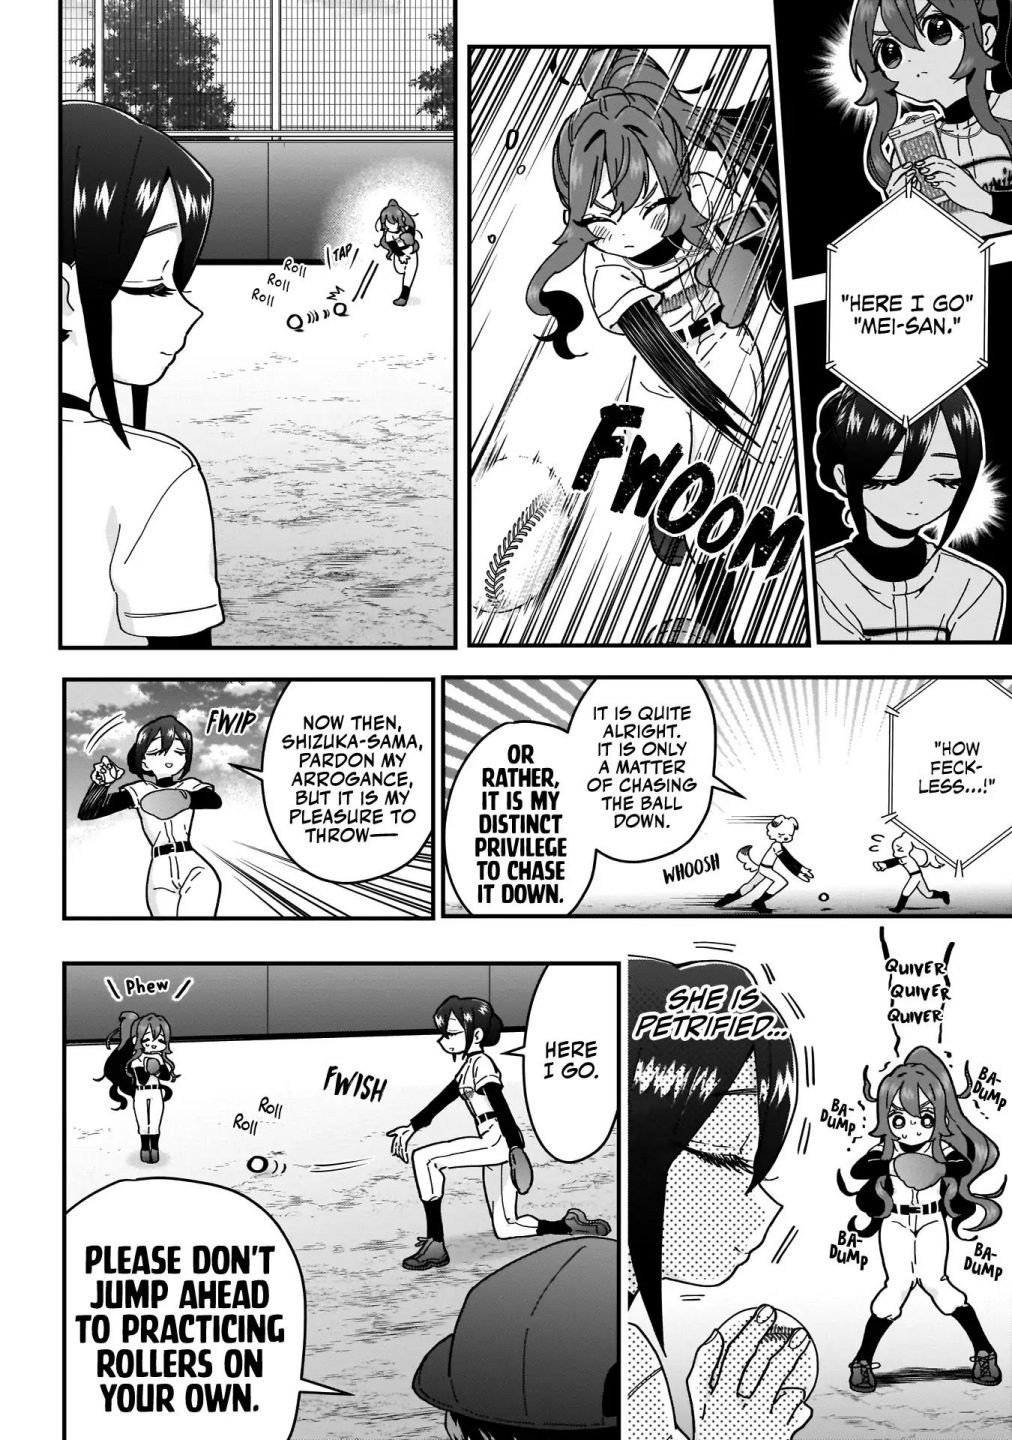 "HERE I GO"
"MEI-SAN."
FWOOM
TAP
Roll
Roll
Roll
"HOW
FECK-
LESS...!"
WHOOSH
IT IS QUITE
ALRIGHT.
IT IS ONLY
A MATTER
OF CHASING
THE BALL
DOWN.
OR
RATHER,
IT IS MY
DISTINCT
PRIVILEGE
TO CHASE
IT DOWN.
FWIP
NOW THEN,
SHIZUKA-SAMA,
PARDON MY
ARROGANCE,
BUT IT IS MY
PLEASURE TO
THROW—
QUIVER
QUIVER
QUIVER
BA-
DUMP
BA-
DUMP
BA-
DUMP
BA-
DUMP
SHE IS
PETRIFIED...
HERE
I GO.
FWISH
Roll
Roll
Phew
PLEASE DON'T
JUMP AHEAD
TO PRACTICING
ROLLERS ON
YOUR OWN.